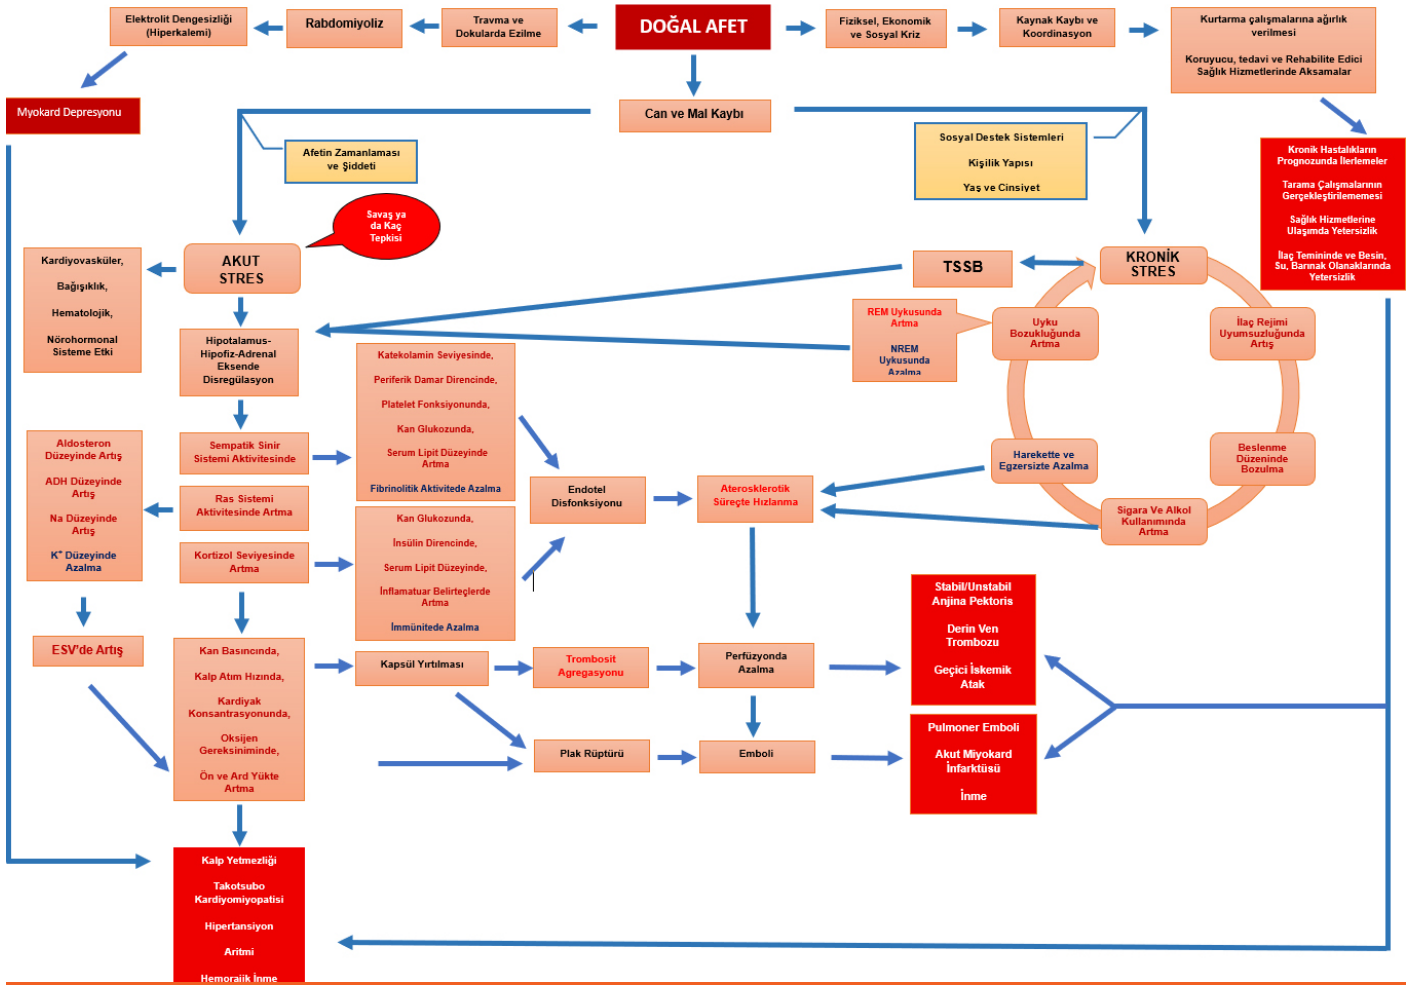 Elektrolit Dengesizliği
(Hiperkalemi)
Rabdomiyoliz
Travma ve
Dokularda Ezilme
DOĞAL AFET
Fiziksel, Ekonomik
ve Sosyal Kriz
Kaynak Kaybı ve
Koordinasyon
Kurtarma çalışmalarına ağırlık
verilmesi
Koruyucu, tedavi ve Rehabilite Edici
Sağlık Hizmetlerinde Aksamalar
Myokard Depresyonu
Can ve Mal Kaybı
Afetin Zamanlaması
ve Şiddeti
Sosyal Destek Sistemleri
Kişilik Yapısı
Yaş ve Cinsiyet
Kronik Hastalıkların
Prognozunda İlerlemeler
Tarama Çalışmalarının
Gerçekleştirilememesi
Sağlık Hizmetlerine
Ulaşımda Yetersizlik
İlaç Temininde ve Besin,
Su, Barınak Olanaklarında
Yetersizlik
Savaş ya
da Kaç
Tepkisi
AKUT
STRES
Kardiyovasküler,
Bağışıklık,
Hematolojik,
Nörohormonal
Sisteme Etki
TSSB
KRONİK
STRES
REM Uykusunda
Artma
NREM
Uykusunda
Azalma
Uyku
Bozukluğunda
Artma
İlaç Rejimi
Uyumsuzluğunda
Artış
Hipotalamus-
Hipofiz-Adrenal
Eksende
Disregülasyon
Katekolamin Seviyesinde,
Periferik Damar Direncinde,
Platelet Fonksiyonunda,
Kan Glukozunda,
Serum Lipit Düzeyinde
Artma
Fibrinolitik Aktivitede Azalma
Aldosteron
Düzeyinde Artış
ADH Düzeyinde
Artış
Na Düzeyinde
Artış
K⁺ Düzeyinde
Azalma
Sempatik Sinir
Sistemi Aktivitesinde
Ras Sistemi
Aktivitesinde Artma
Kortizol Seviyesinde
Artma
Kan Glukozunda,
İnsülin Direncinde,
Serum Lipit Düzeyinde,
İnflamatuar Belirteçlerde
Artma
İmmünitede Azalma
Endotel
Disfonksiyonu
Aterosklerotik
Süreçte Hızlanma
Harekette ve
Egzersizte Azalma
Beslenme
Düzeninde
Bozulma
Sigara Ve Alkol
Kullanımında
Artma
ESV'de Artış
Kan Basıncında,
Kalp Atım Hızında,
Kardiyak
Konsantrasyonunda,
Oksijen
Gereksiniminde,
Ön ve Ard Yükte
Artma
Kapsül Yırtılması
Trombosit
Agregasyonu
Perfüzyonda
Azalma
Stabil/Unstabil
Anjina Pektoris
Derin Ven
Trombozu
Geçici İskemik
Atak
Plak Rüptürü
Emboli
Pulmoner Emboli
Akut Miyokard
İnfarktüsü
İnme
Kalp Yetmezliği
Takotsubo
Kardiyomiyopatisi
Hipertansiyon
Aritmi
Hemorajik İnme